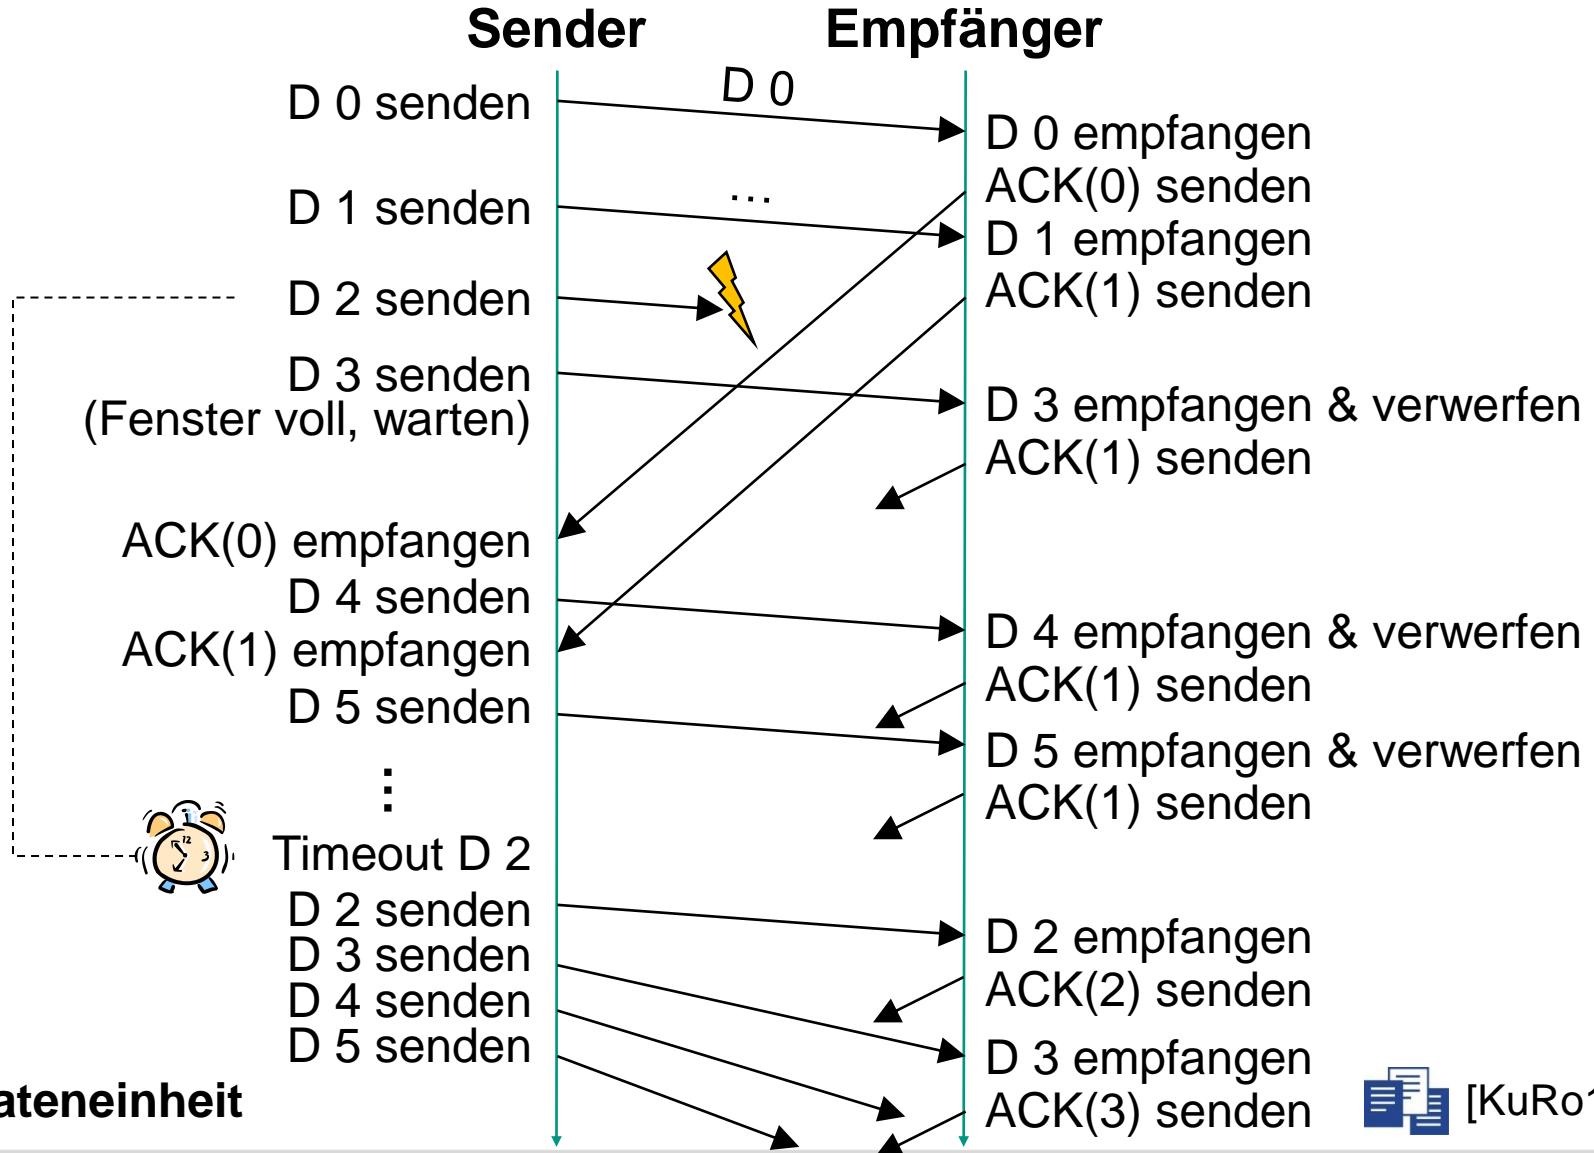 Sender Empfänger
D 0 senden
D 0
D 0 empfangen
ACK(0) senden
D 1 senden
...
D 1 empfangen
ACK(1) senden
D 2 senden
D 3 senden
(Fenster voll, warten)
D 3 empfangen & verwerfen
ACK(1) senden
ACK(0) empfangen
D 4 senden
D 4 empfangen & verwerfen
ACK(1) empfangen
ACK(1) senden
D 5 senden
D 5 empfangen & verwerfen
ACK(1) senden
⋮
Timeout D 2
D 2 senden
D 2 empfangen
D 3 senden
ACK(2) senden
D 4 senden
D 5 senden
D 3 empfangen
ACK(3) senden
ateneinheit
[KuRo1
12
3